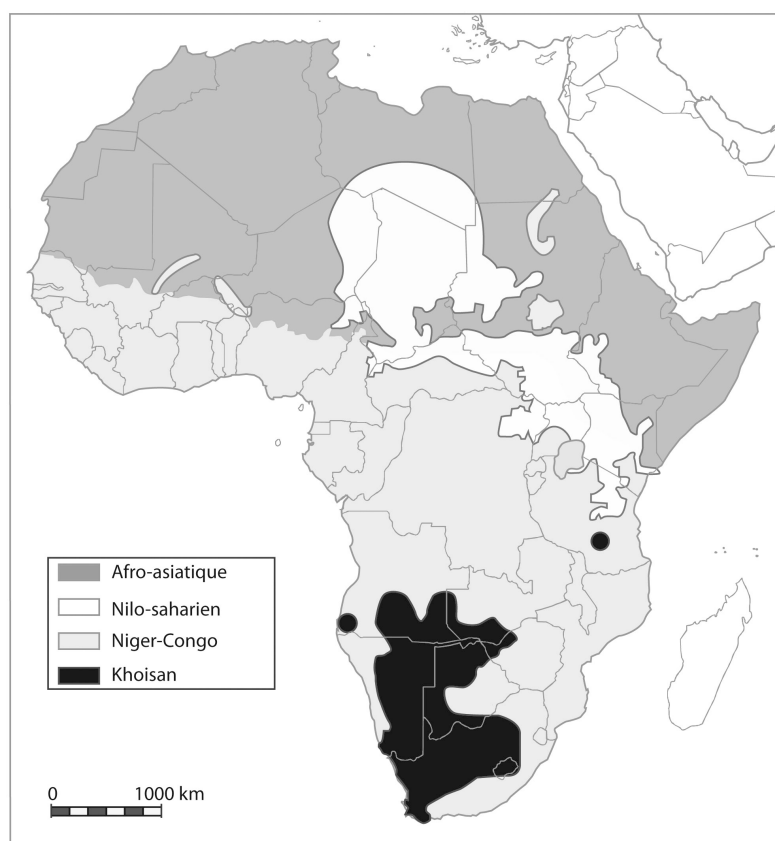 Afro-asiatique
Nilo-saharien
Niger-Congo
Khoisan
0 1000 km